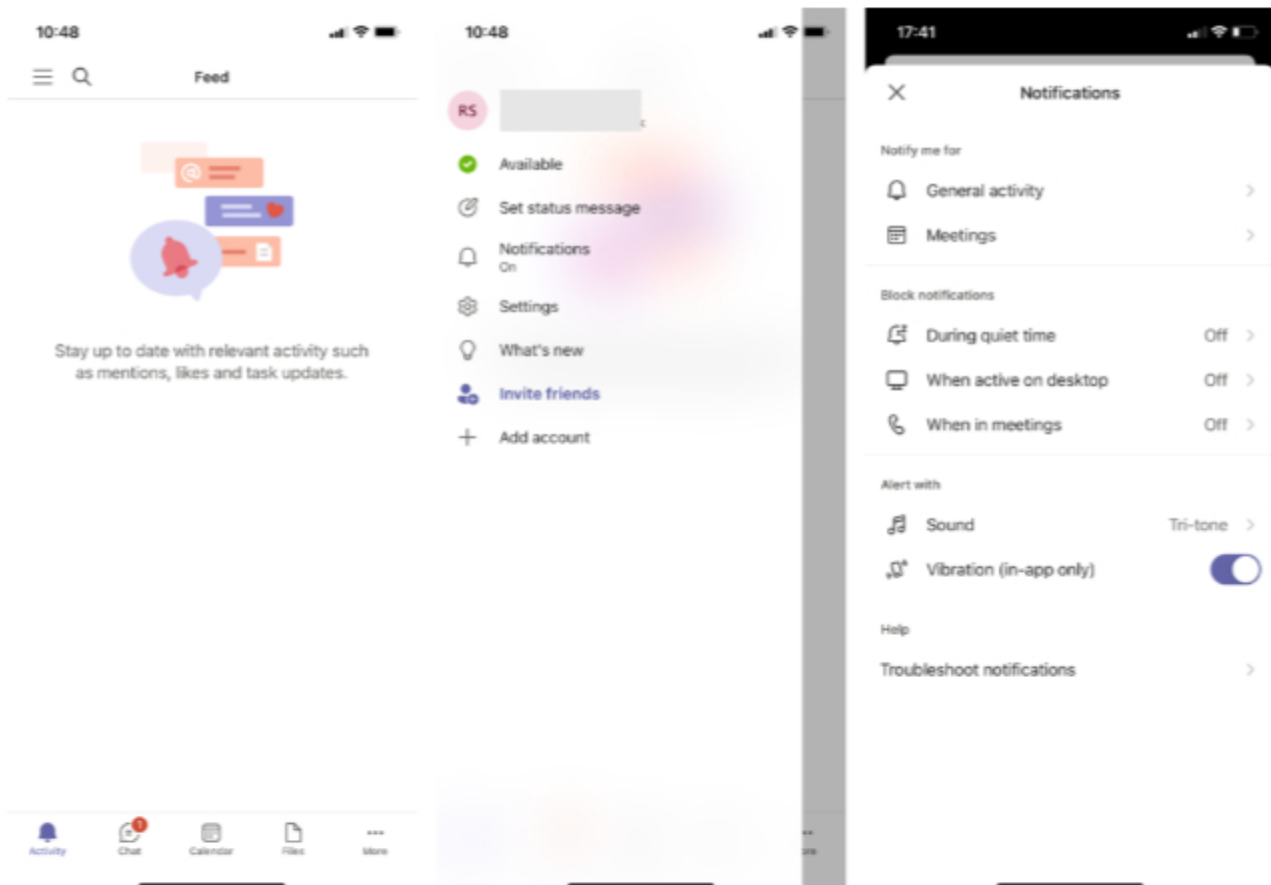 10:48
Feed
@
Stay up to date with relevant activity such
as mentions, likes and task updates.
Activity
1
Chat
Calendar
Files
More
10:48
RS
Available
Set status message
Notifications
On
Settings
What's new
Invite friends
Add account
17:41
Notifications
Notify me for
General activity
Meetings
Block notifications
During quiet time Off
When active on desktop Off
When in meetings Off
Alert with
Sound Tri-tone
Vibration (in-app only)
Help
Troubleshoot notifications